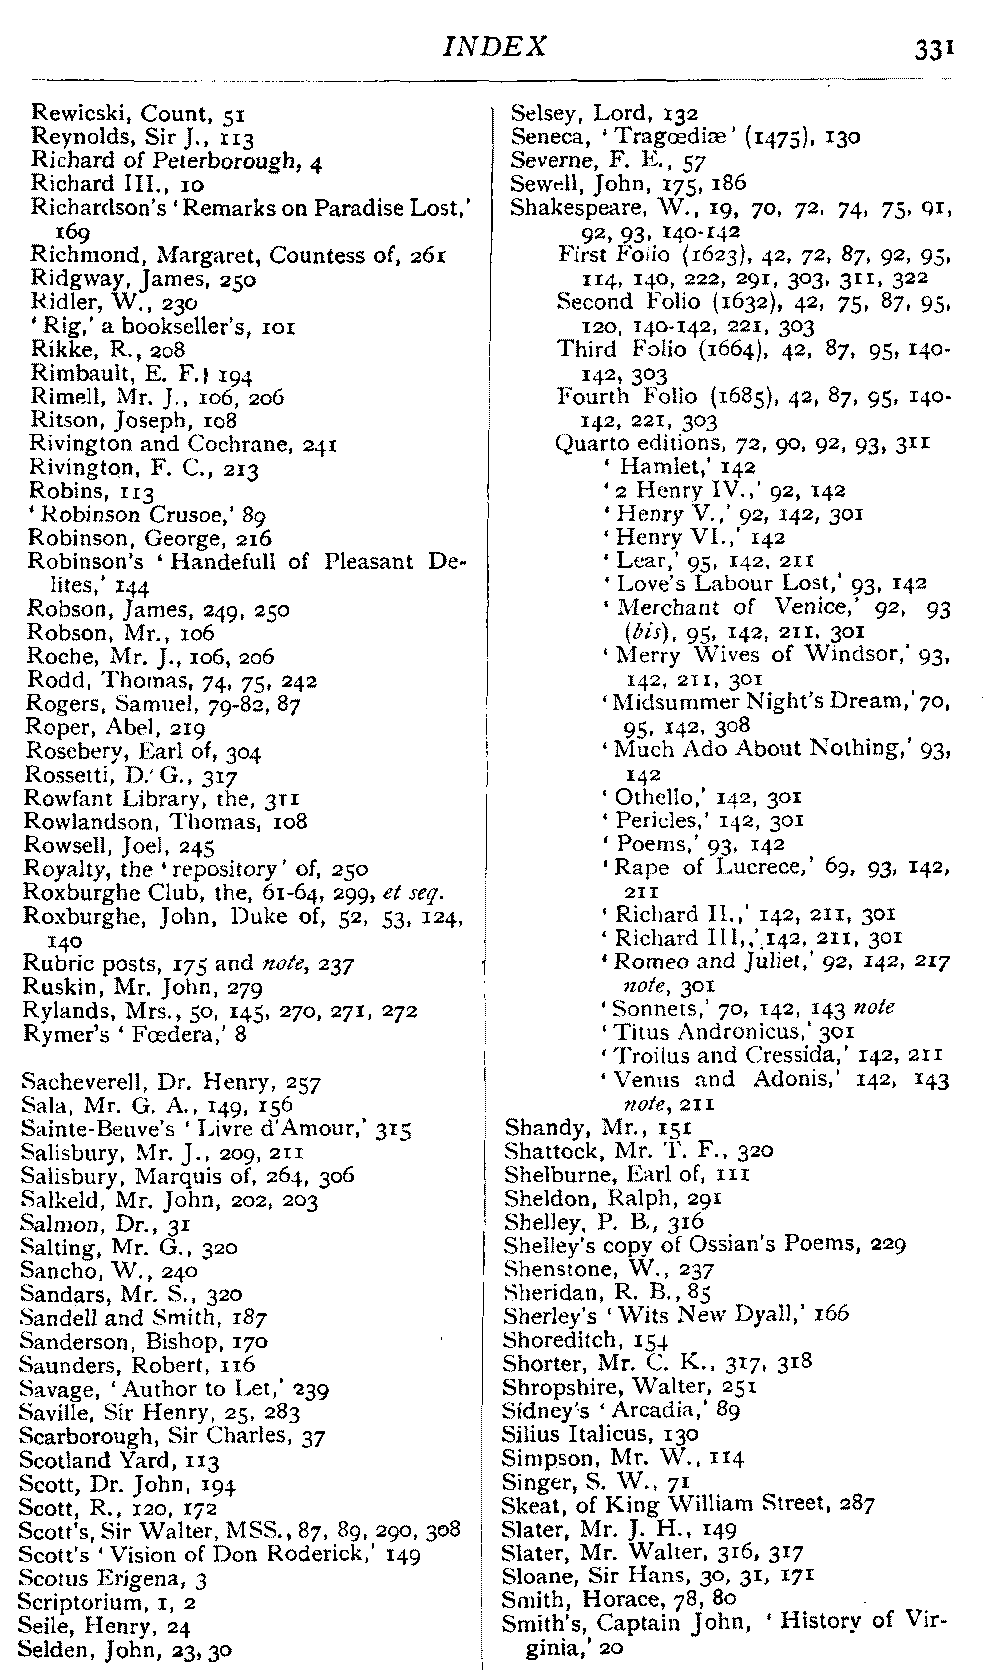 INDEX 331
Rewicski, Count, 51
Reynolds, Sir J., 113
Richard of Peterborough, 4
Richard III., 10
Richardson's 'Remarks on Paradise Lost,'
169
Richmond, Margaret, Countess of, 261
Ridgway, James, 250
Ridler, W., 230
'Rig,' a bookseller's, 101
Rikke, R., 208
Rimbault, E. F., 194
Rimell, Mr. J., 106, 206
Ritson, Joseph, 108
Rivington and Cochrane, 241
Rivington, F. C., 213
Robins, 113
'Robinson Crusoe,' 89
Robinson, George, 216
Robinson's 'Handefull of Pleasant De-
lites,' 144
Robson, James, 249, 250
Robson, Mr., 106
Roche, Mr. J., 106, 206
Rodd, Thomas, 74, 75, 242
Rogers, Samuel, 79-82, 87
Roper, Abel, 219
Rosebery, Earl of, 304
Rossetti, D. G., 317
Rowfant Library, the, 311
Rowlandson, Thomas, 108
Rowsell, Joel, 245
Royalty, the 'repository' of, 250
Roxburghe Club, the, 61-64, 299, et seq.
Roxburghe, John, Duke of, 52, 53, 124,
140
Rubric posts, 175 and note, 237
Ruskin, Mr. John, 279
Rylands, Mrs., 50, 145, 270, 271, 272
Rymer's 'Fœdera,' 8
Sacheverell, Dr. Henry, 257
Sala, Mr. G. A., 149, 156
Sainte-Beuve's 'Livre d'Amour,' 315
Salisbury, Mr. J., 209, 211
Salisbury, Marquis of, 264, 306
Salkeld, Mr. John, 202, 203
Salmon, Dr., 31
Salting, Mr. G., 320
Sancho, W., 240
Sandars, Mr. S., 320
Sandell and Smith, 187
Sanderson, Bishop, 170
Saunders, Robert, 116
Savage, 'Author to Let,' 239
Saville, Sir Henry, 25, 283
Scarborough, Sir Charles, 37
Scotland Yard, 113
Scott, Dr. John, 194
Scott, R., 120, 172
Scott's, Sir Walter, MSS., 87, 89, 290, 308
Scott's 'Vision of Don Roderick,' 149
Scotus Erigena, 3
Scriptorium, 1, 2
Seile, Henry, 24
Selden, John, 23, 30
Selsey, Lord, 132
Seneca, 'Tragœdiæ' (1475), 130
Severne, F. E., 57
Sewell, John, 175, 186
Shakespeare, W., 19, 70, 72, 74, 75, 91,
92, 93, 140-142
First Folio (1623), 42, 72, 87, 92, 95,
114, 140, 222, 291, 303, 311, 322
Second Folio (1632), 42, 75, 87, 95,
120, 140-142, 221, 303
Third Folio (1664), 42, 87, 95, 140-
142, 303
Fourth Folio (1685), 42, 87, 95, 140-
142, 221, 303
Quarto editions, 72, 90, 92, 93, 311
'Hamlet,' 142
'2 Henry IV.,' 92, 142
'Henry V.,' 92, 142, 301
'Henry VI.,' 142
'Lear,' 95, 142, 211
'Love's Labour Lost,' 93, 142
'Merchant of Venice,' 92, 93
(bis), 95, 142, 211, 301
'Merry Wives of Windsor,' 93,
142, 211, 301
'Midsummer Night's Dream,' 70,
95, 142, 308
'Much Ado About Nothing,' 93,
142
'Othello,' 142, 301
'Pericles,' 142, 301
'Poems,' 93, 142
'Rape of Lucrece,' 69, 93, 142,
211
'Richard II.,' 142, 211, 301
'Richard III,,' 142, 211, 301
'Romeo and Juliet,' 92, 142, 217
note, 301
'Sonnets,' 70, 142, 143 note
'Titus Andronicus,' 301
'Troilus and Cressida,' 142, 211
'Venus and Adonis,' 142, 143
note, 211
Shandy, Mr., 151
Shattock, Mr. T. F., 320
Shelburne, Earl of, 111
Sheldon, Ralph, 291
Shelley, P. B., 316
Shelley's copy of Ossian's Poems, 229
Shenstone, W., 237
Sheridan, R. B., 85
Sherley's 'Wits New Dyall,' 166
Shoreditch, 154
Shorter, Mr. C. K., 317, 318
Shropshire, Walter, 251
Sidney's 'Arcadia,' 89
Silius Italicus, 130
Simpson, Mr. W., 114
Singer, S. W., 71
Skeat, of King William Street, 287
Slater, Mr. J. H., 149
Slater, Mr. Walter, 316, 317
Sloane, Sir Hans, 30, 31, 171
Smith, Horace, 78, 80
Smith's, Captain John, 'History of Vir-
ginia,' 20